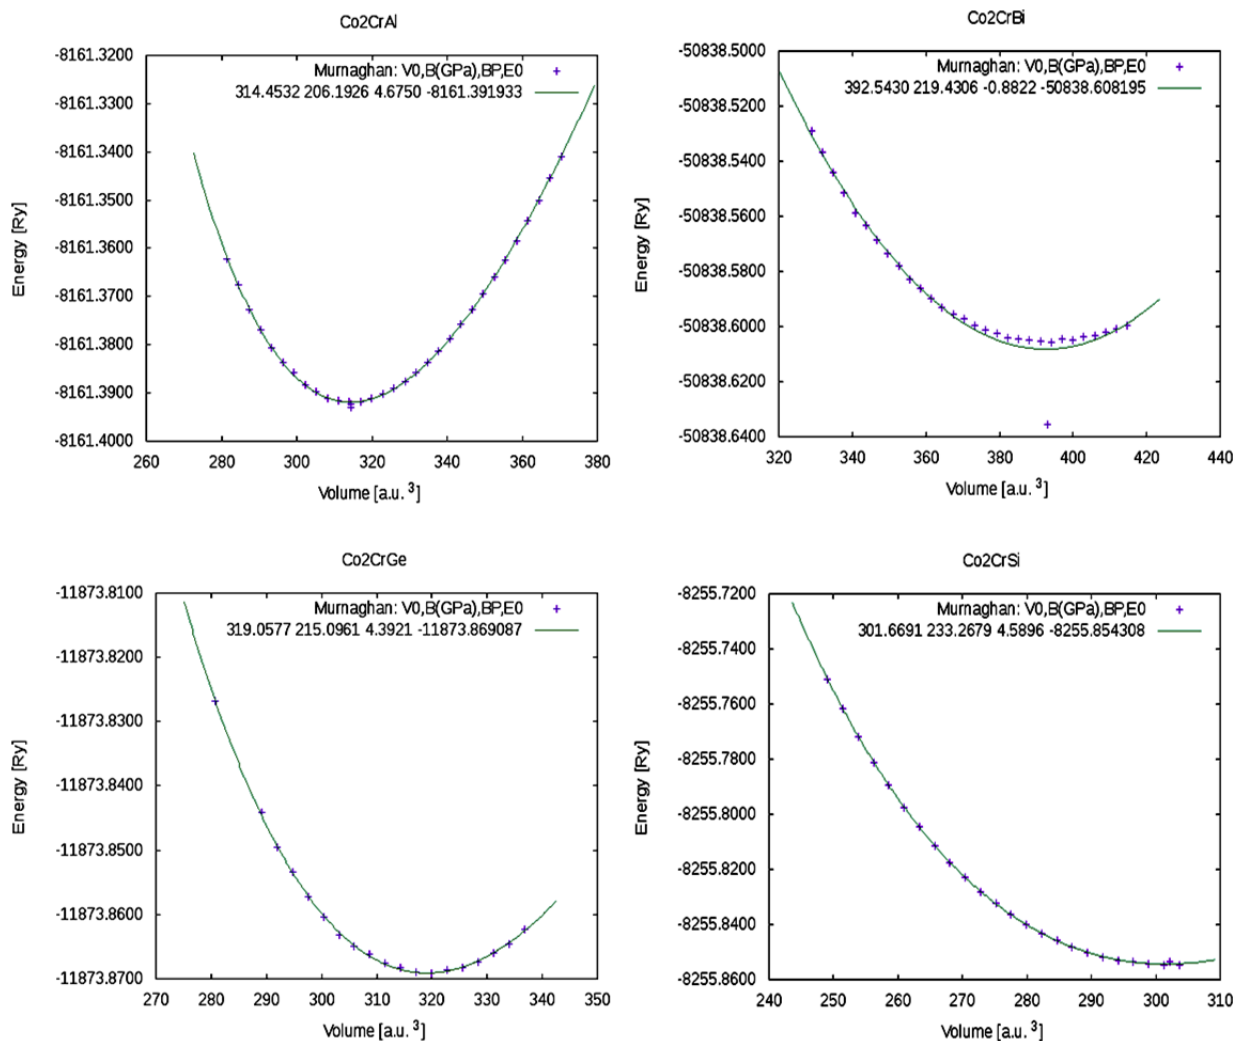 Co2CrAl
-8161.3200
-8161.3300
-8161.3400
-8161.3500
-8161.3600
-8161.3700
-8161.3800
-8161.3900
-8161.4000
Energy [Ry]
Murnaghan: V0,B(GPa),BP,E0
314.4532 206.1926 4.6750 -8161.391933
260 280 300 320 340 360 380
Volume [a.u. 3]
Co2CrBi
-50838.5000
-50838.5200
-50838.5400
-50838.5600
-50838.5800
-50838.6000
-50838.6200
-50838.6400
Energy [Ry]
Murnaghan: V0,B(GPa),BP,E0
392.5430 219.4306 -0.8822 -50838.608195
320 340 360 380 400 420 440
Volume [a.u. 3]
Co2CrGe
-11873.8100
-11873.8200
-11873.8300
-11873.8400
-11873.8500
-11873.8600
-11873.8700
Energy [Ry]
Murnaghan: V0,B(GPa),BP,E0
319.0577 215.0961 4.3921 -11873.869087
270 280 290 300 310 320 330 340 350
Volume [a.u. 3]
Co2CrSi
-8255.7200
-8255.7400
-8255.7600
-8255.7800
-8255.8000
-8255.8200
-8255.8400
-8255.8600
Energy [Ry]
Murnaghan: V0,B(GPa),BP,E0
301.6691 233.2679 4.5896 -8255.854308
240 250 260 270 280 290 300 310
Volume [a.u. 3]